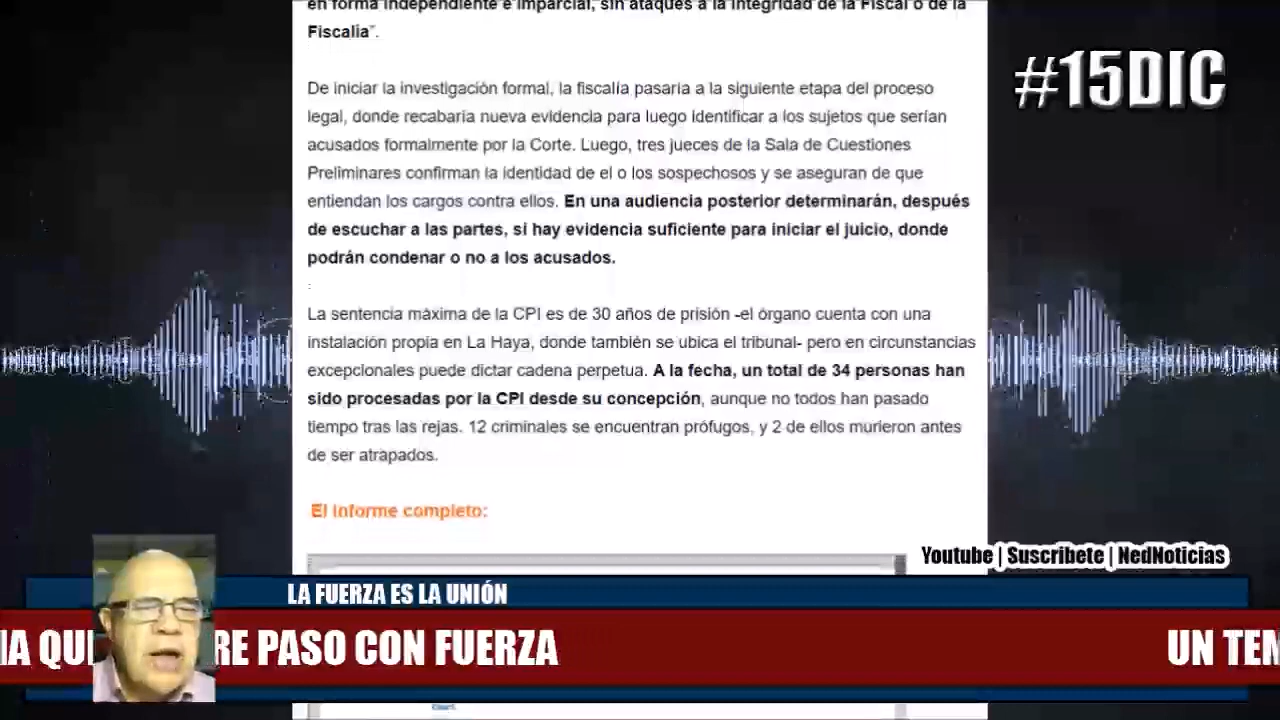 en forma independiente e imparcial, sin ataques a la integridad de la Fiscal o de la
Fiscalía”.
#15DIC
De iniciar la investigación formal, la fiscalía pasaría a la siguiente etapa del proceso
legal, donde recabaría nueva evidencia para luego identificar a los sujetos que serían
acusados formalmente por la Corte. Luego, tres jueces de la Sala de Cuestiones
Preliminares confirman la identidad de el o los sospechosos y se aseguran de que
entiendan los cargos contra ellos. En una audiencia posterior determinarán, después
de escuchar a las partes, si hay evidencia suficiente para iniciar el juicio, donde
podrán condenar o no a los acusados.
La sentencia máxima de la CPI es de 30 años de prisión -el órgano cuenta con una
instalación propia en La Haya, donde también se ubica el tribunal- pero en circunstancias
excepcionales puede dictar cadena perpetua. A la fecha, un total de 34 personas han
sido procesadas por la CPI desde su concepción, aunque no todos han pasado
tiempo tras las rejas. 12 criminales se encuentran prófugos, y 2 de ellos murieron antes
de ser atrapados.
El informe completo:
Youtube | Suscribete | NedNoticias
LA FUERZA ES LA UNIÓN
PASO CON FUERZA
UN